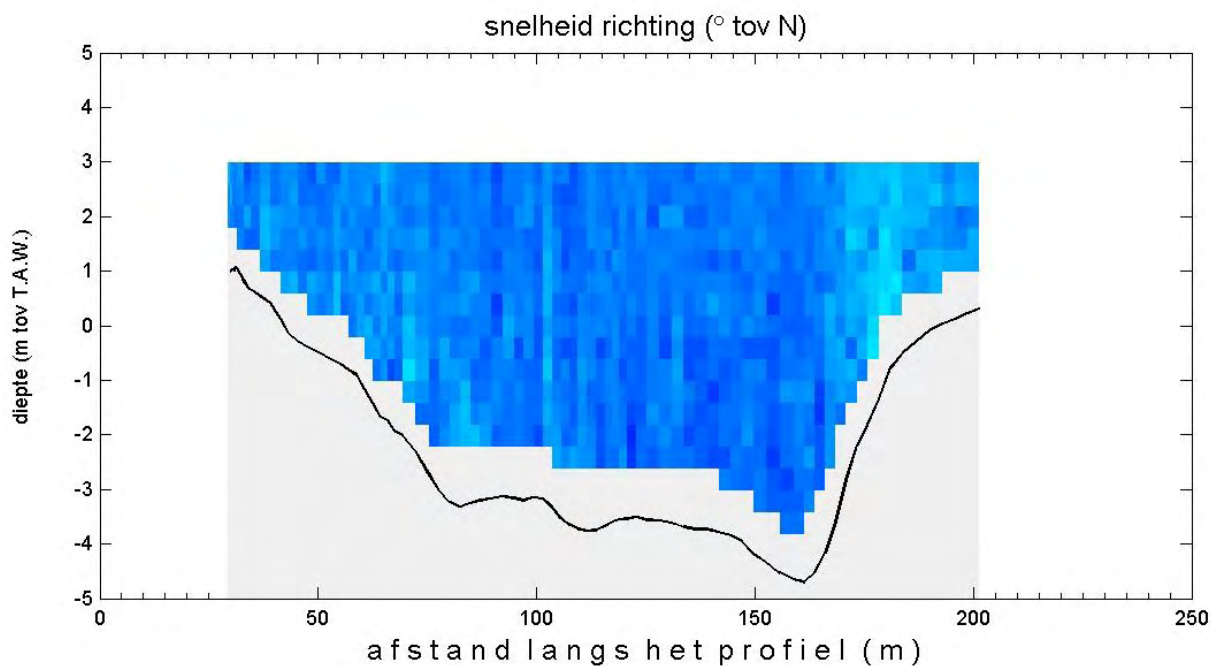 snelheid richting (° tov N)
5
4
3
2
1
0
-1
-2
-3
-4
-5
diepte (m tov T.A.W.)
0 50 100 150 200 250
afstand langs het profiel (m)